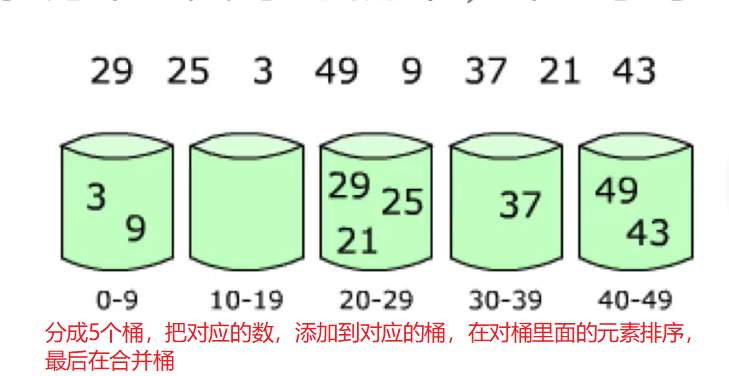 29 25 3 49 9 37 21 43
3 9 29 25 21 37 49 43
0-9 10-19 20-29 30-39 40-49
分成5个桶，把对应的数，添加到对应的桶，在对桶里面的元素排序，
最后在合并桶